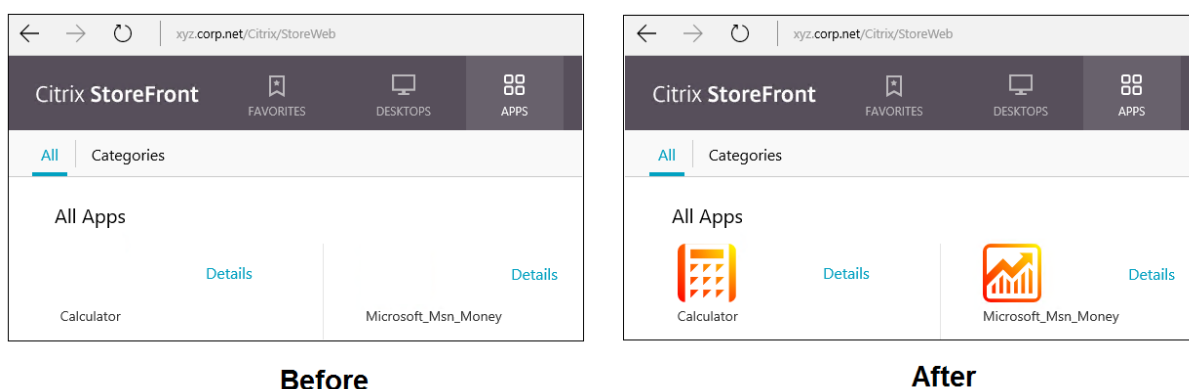 xyz.corp.net/Citrix/StoreWeb
Citrix StoreFront
FAVORITES
DESKTOPS
APPS
All
Categories
All Apps
Details
Details
Calculator
Microsoft_Msn_Money
Before
xyz.corp.net/Citrix/StoreWeb
Citrix StoreFront
FAVORITES
DESKTOPS
APPS
All
Categories
All Apps
Details
Details
Calculator
Microsoft_Msn_Money
After